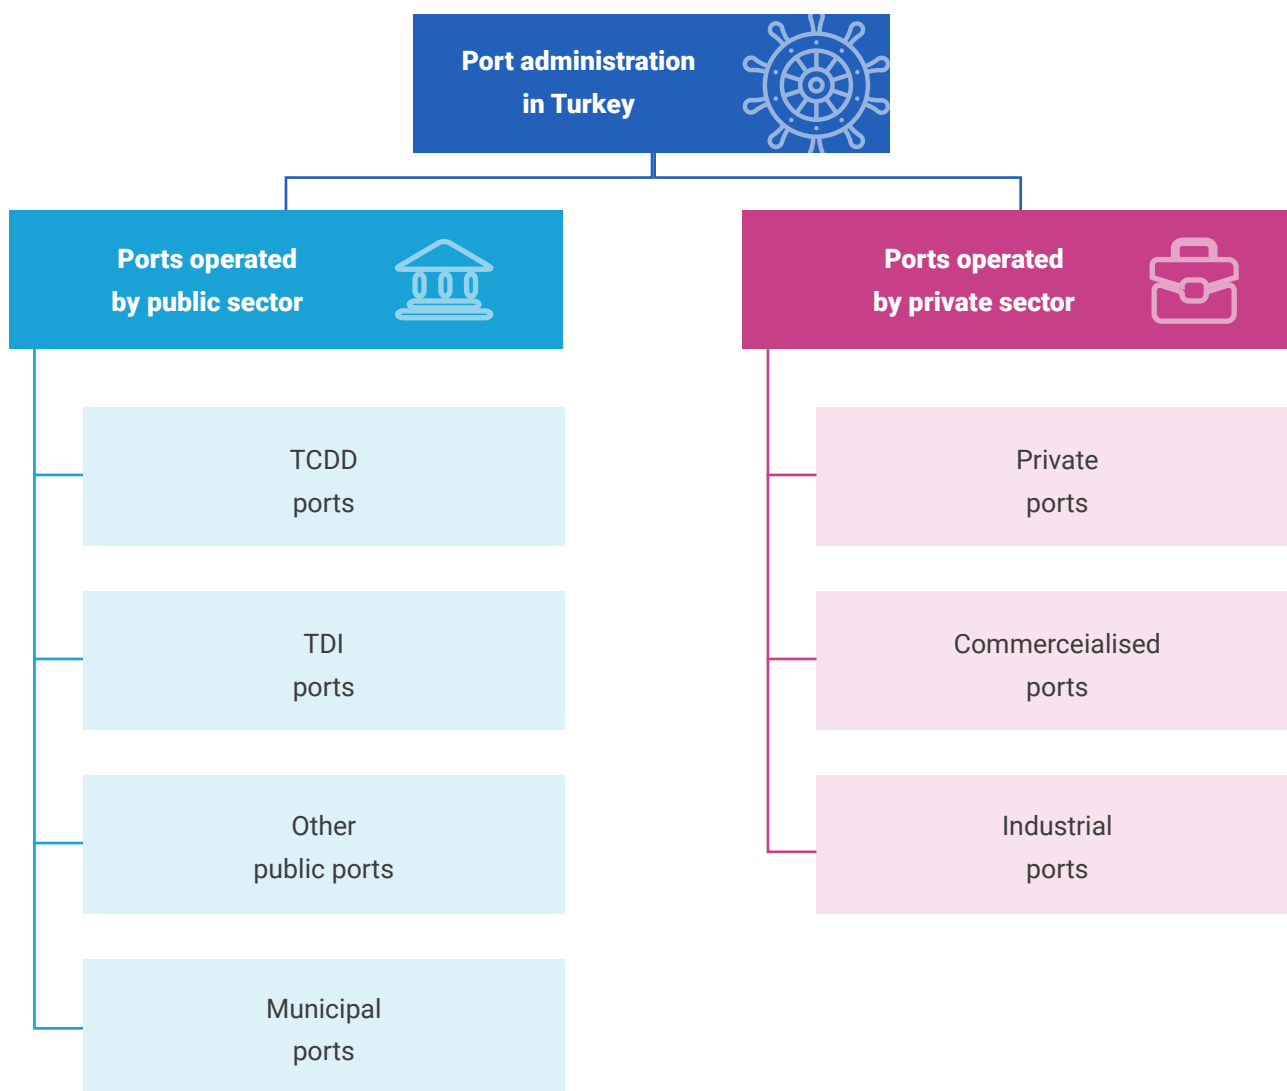 Port administration
in Turkey
Ports operated
by public sector
Ports operated
by private sector
TCDD
ports
TDI
ports
Other
public ports
Municipal
ports
Private
ports
Commerceialised
ports
Industrial
ports